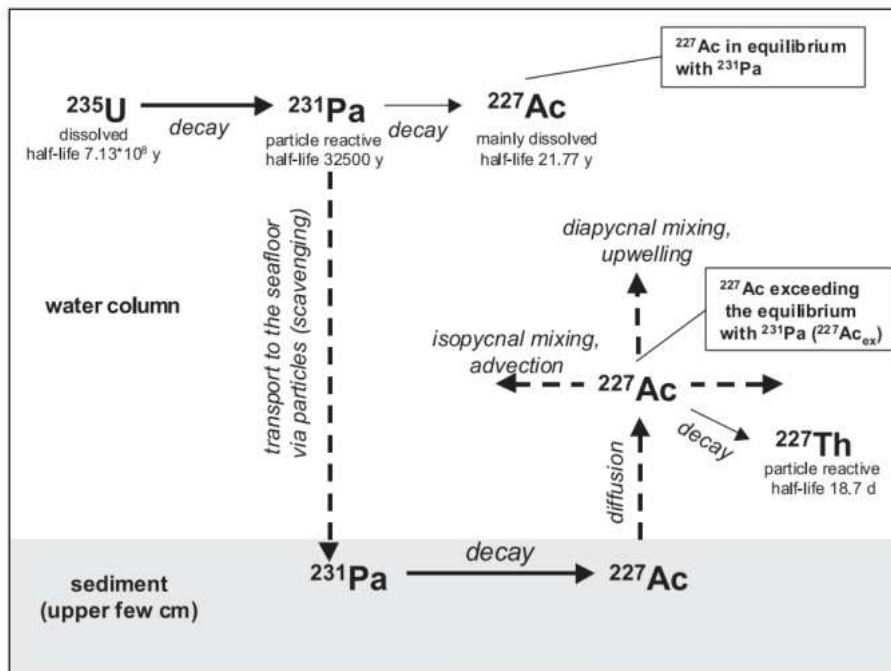 ²²⁷Ac in equilibrium
with ²³¹Pa
²³⁵U
decay
²³¹Pa
decay
²²⁷Ac
dissolved
half-life 7.13*10⁸ y
particle reactive
half-life 32500 y
mainly dissolved
half-life 21.77 y
transport to the seafloor
via particles (scavenging)
diapycnal mixing,
upwelling
water column
²²⁷Ac exceeding
the equilibrium
with ²³¹Pa (²²⁷Acₑₓ)
isopycnal mixing,
advection
²²⁷Ac
decay
²²⁷Th
particle reactive
half-life 18.7 d
diffusion
sediment
(upper few cm)
²³¹Pa
decay
²²⁷Ac